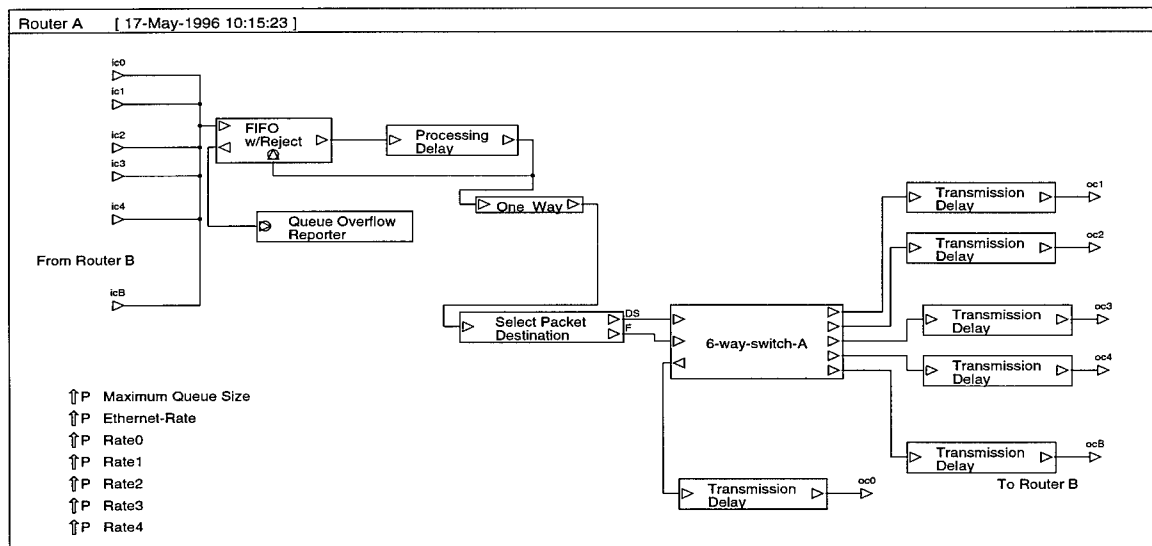 Router A [ 17-May-1996 10:15:23 ]
ic0
ic1
ic2
ic3
ic4
From Router B
icB
FIFO
w/Reject
Processing
Delay
Queue Overflow
Reporter
One Way
Select Packet
Destination
DS
F
6-way-switch-A
Transmission
Delay
oc1
Transmission
Delay
oc2
Transmission
Delay
oc3
Transmission
Delay
oc4
Transmission
Delay
ocB
To Router B
Transmission
Delay
oc0
⇑P Maximum Queue Size
⇑P Ethernet-Rate
⇑P Rate0
⇑P Rate1
⇑P Rate2
⇑P Rate3
⇑P Rate4